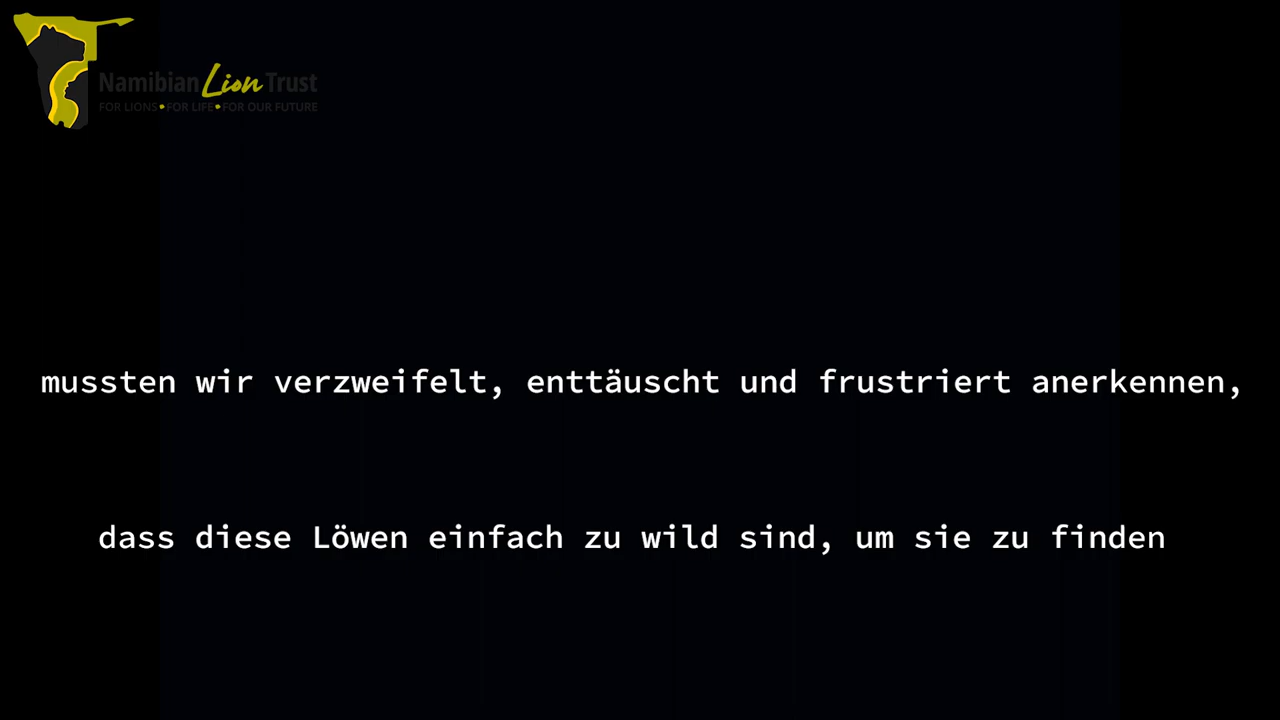 Namibian Lion Trust
FOR LIONS • FOR LIFE • FOR OUR FUTURE
mussten wir verzweifelt, enttäuscht und frustriert anerkennen,
dass diese Löwen einfach zu wild sind, um sie zu finden